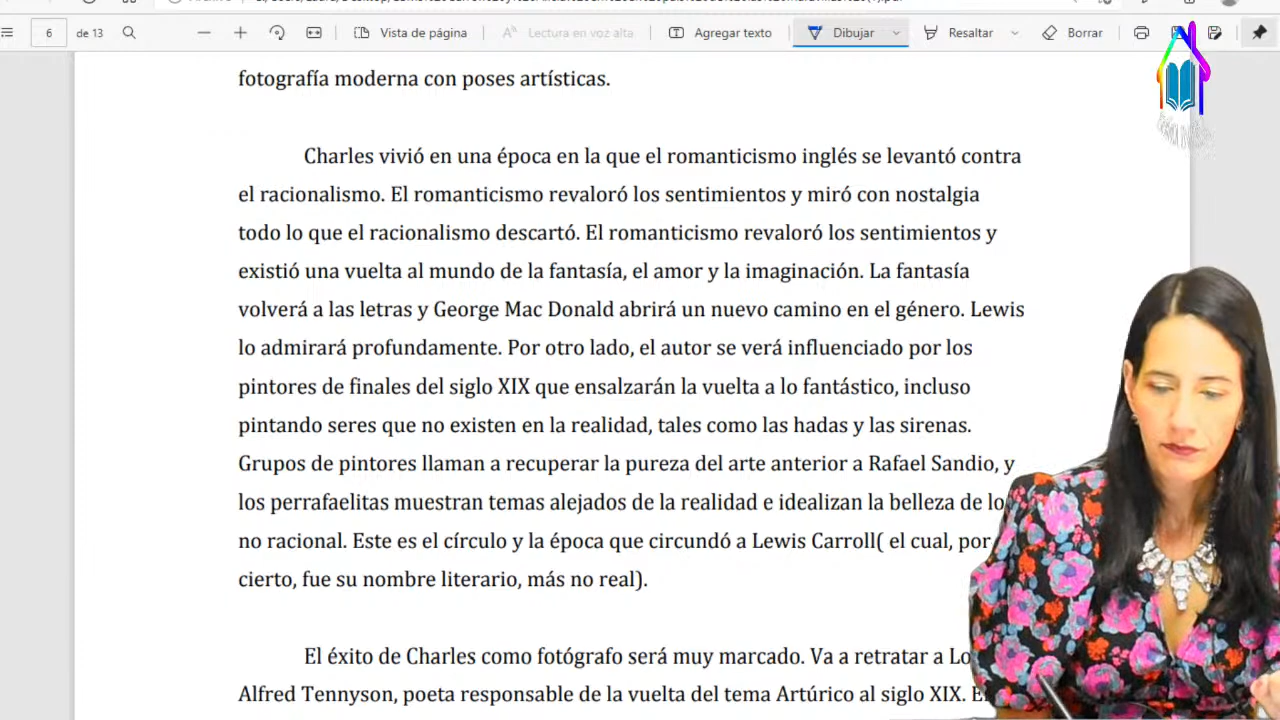 6 de 13 Vista de página Lectura en voz alta Agregar texto Dibujar Resaltar Borrar
fotografía moderna con poses artísticas.
Charles vivió en una época en la que el romanticismo inglés se levantó contra
el racionalismo. El romanticismo revaloró los sentimientos y miró con nostalgia
todo lo que el racionalismo descartó. El romanticismo revaloró los sentimientos y
existió una vuelta al mundo de la fantasía, el amor y la imaginación. La fantasía
volverá a las letras y George Mac Donald abrirá un nuevo camino en el género. Lewis
lo admirará profundamente. Por otro lado, el autor se verá influenciado por los
pintores de finales del siglo XIX que ensalzarán la vuelta a lo fantástico, incluso
pintando seres que no existen en la realidad, tales como las hadas y las sirenas.
Grupos de pintores llaman a recuperar la pureza del arte anterior a Rafael Sandio, y
los perrafaelitas muestran temas alejados de la realidad e idealizan la belleza de lo
no racional. Este es el círculo y la época que circundó a Lewis Carroll( el cual, por
cierto, fue su nombre literario, más no real).
El éxito de Charles como fotógrafo será muy marcado. Va a retratar a
Alfred Tennyson, poeta responsable de la vuelta del tema Artúrico al siglo XIX.